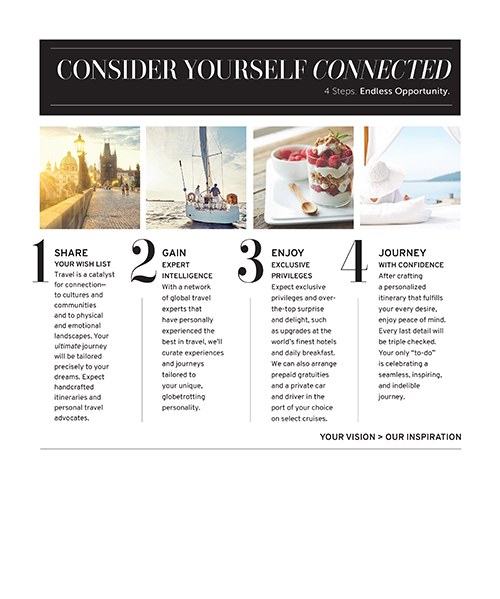 CONSIDER YOURSELF CONNECTED
4 Steps. Endless Opportunity.
1
SHARE
YOUR WISH LIST
Travel is a catalyst
for connection—
to cultures and
communities
and to physical
and emotional
landscapes. Your
ultimate journey
will be tailored
precisely to your
dreams. Expect
handcrafted
itineraries and
personal travel
advocates.
2
GAIN
EXPERT
INTELLIGENCE
With a network
of global travel
experts that
have personally
experienced the
best in travel, we'll
curate experiences
and journeys
tailored to
your unique,
globetrotting
personality.
3
ENJOY
EXCLUSIVE
PRIVILEGES
Expect exclusive
privileges and over-
the-top surprise
and delight, such
as upgrades at the
world's finest hotels
and daily breakfast.
We can also arrange
prepaid gratuities
and a private car
and driver in the
port of your choice
on select cruises.
4
JOURNEY
WITH CONFIDENCE
After crafting
a personalized
itinerary that fulfills
your every desire,
enjoy peace of mind.
Every last detail will
be triple checked.
Your only "to-do"
is celebrating a
seamless, inspiring,
and indelible
journey.
YOUR VISION > OUR INSPIRATION